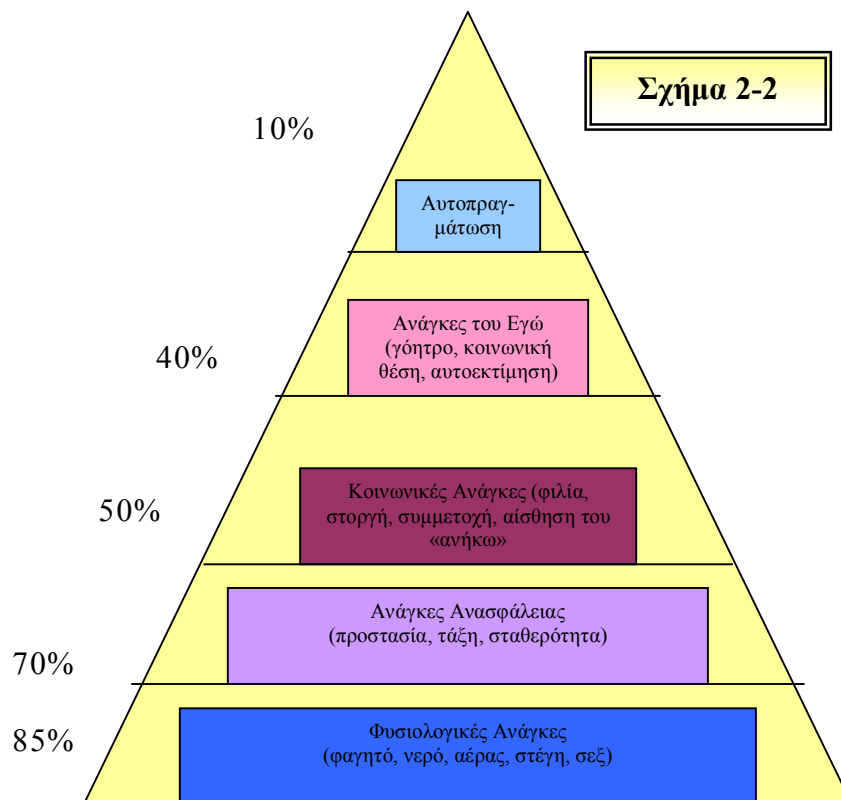 Σχήμα 2-2
10%
Αυτοπραγ-
μάτωση
40%
Ανάγκες του Εγώ
(γόητρο, κοινωνική
θέση, αυτοεκτίμηση)
50%
Κοινωνικές Ανάγκες (φιλία,
στοργή, συμμετοχή, αίσθηση του
«ανήκω»
70%
Ανάγκες Ανασφάλειας
(προστασία, τάξη, σταθερότητα)
85%
Φυσιολογικές Ανάγκες
(φαγητό, νερό, αέρας, στέγη, σεξ)